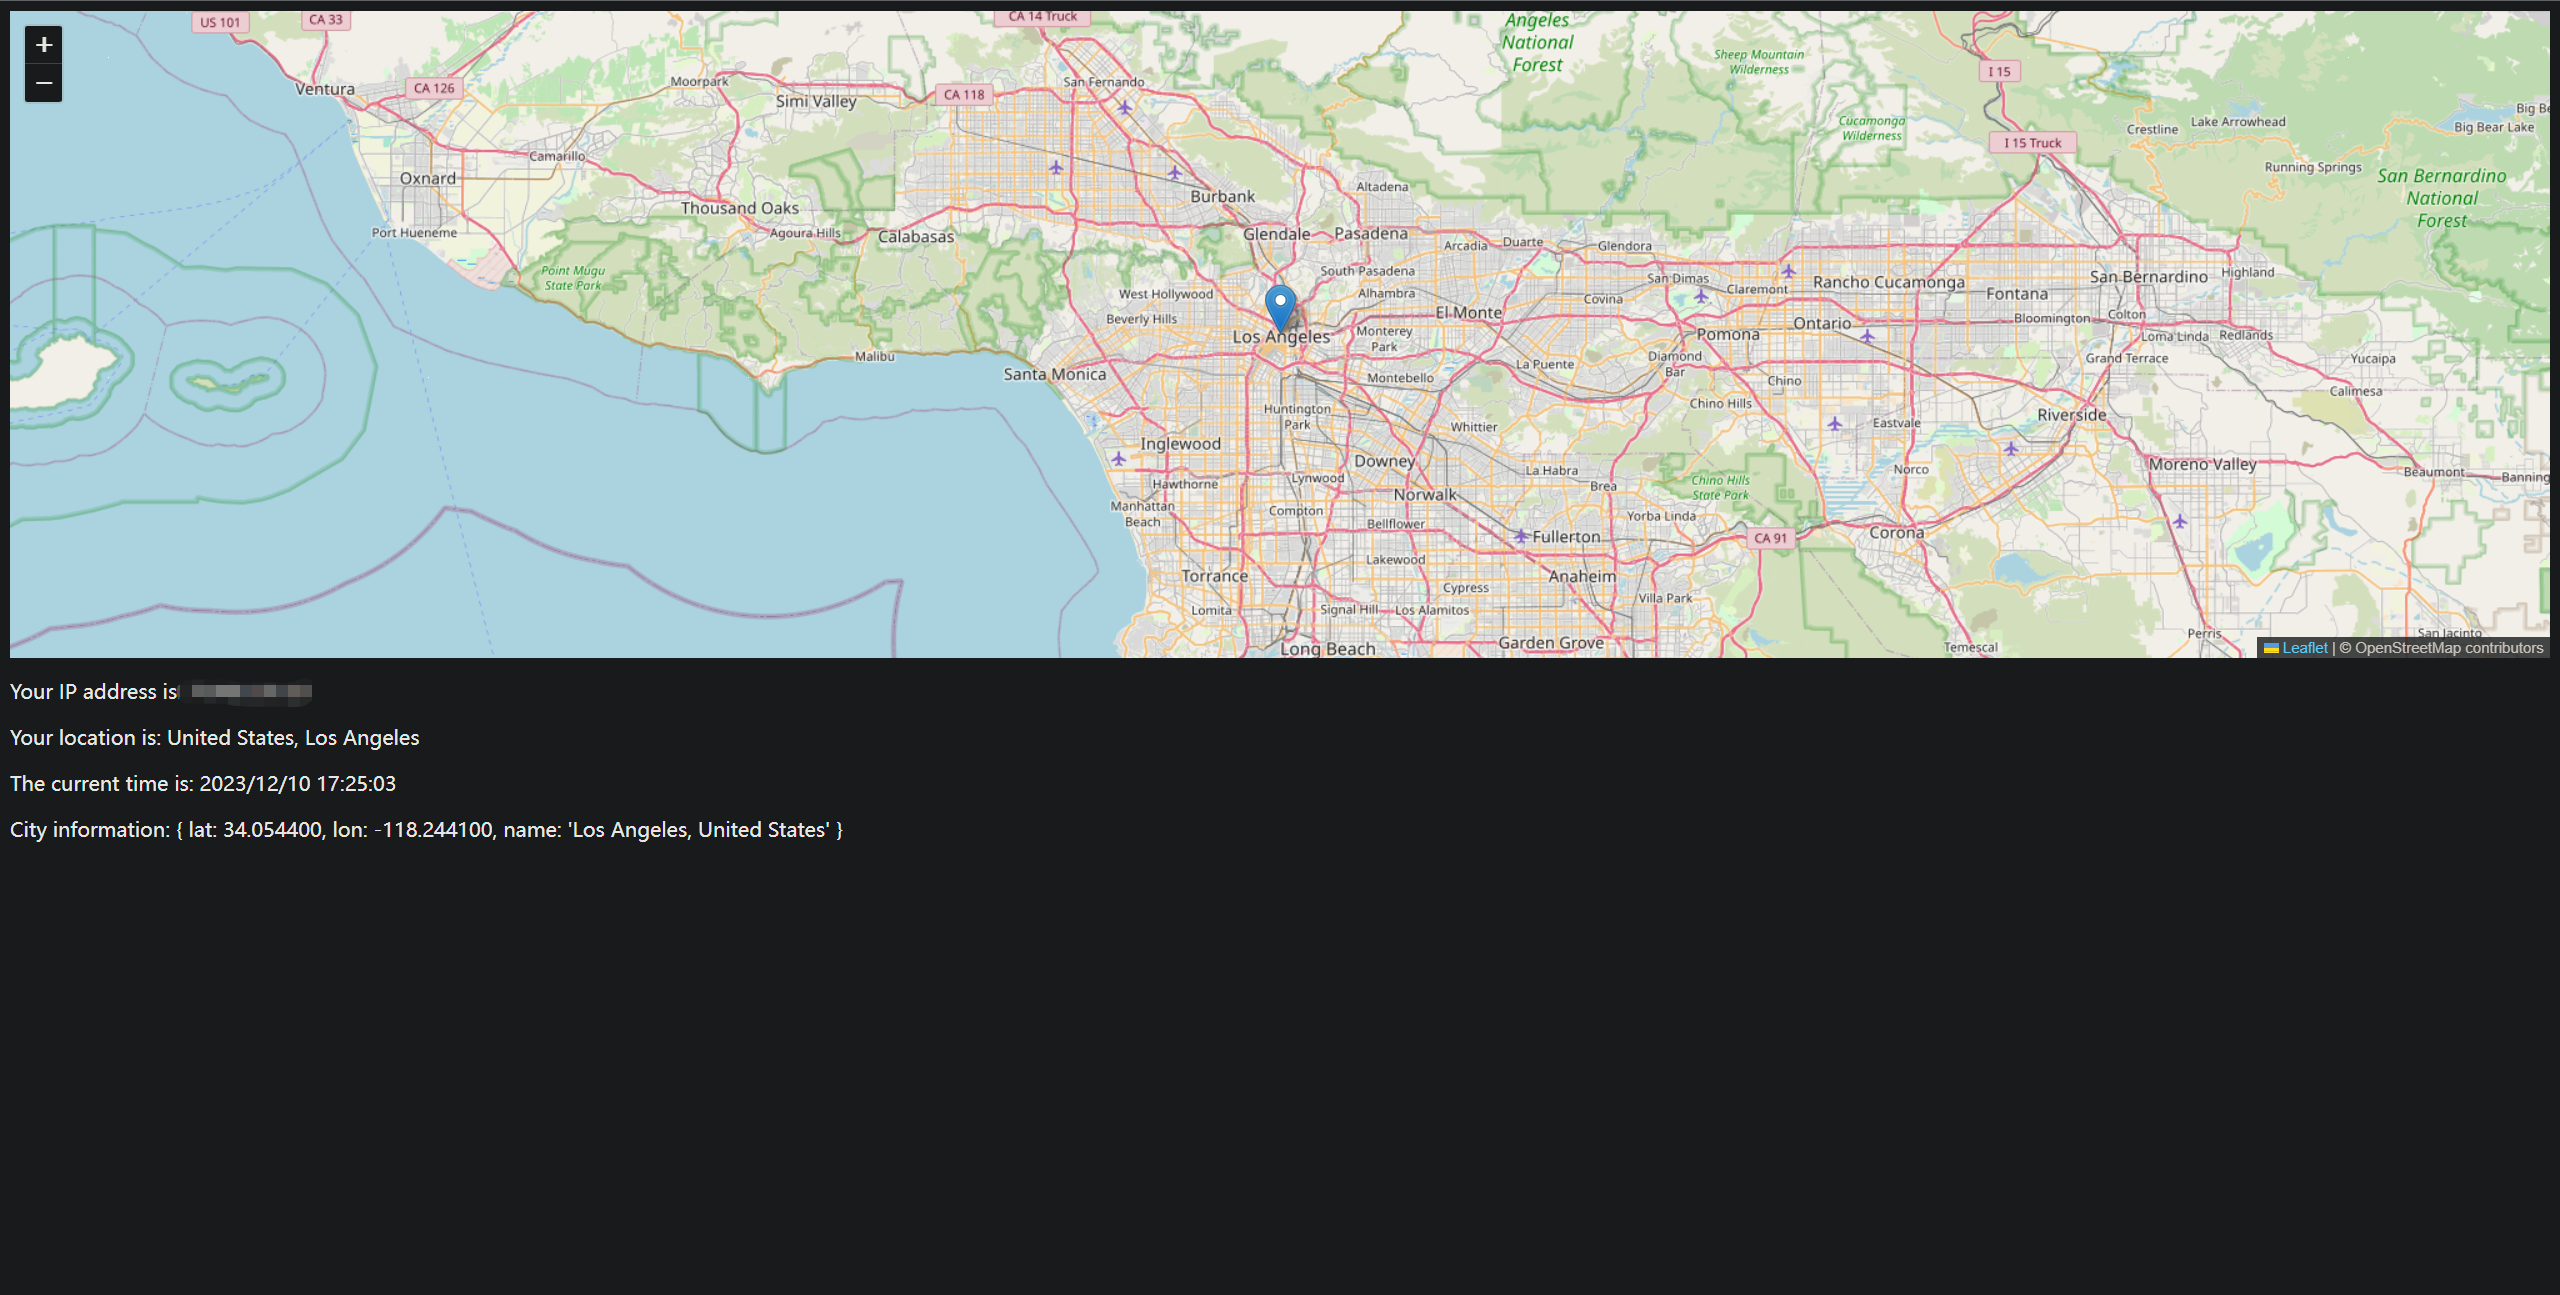 US 101
CA 33
CA 14 Truck
Angeles
National
Forest
Sheep Mountain
Wilderness
I 15
Ventura
CA 126
Moorpark
Simi Valley
CA 118
San Fernando
Big Bear Lake
Lake Arrowhead
Crestline
Cucamonga
Wilderness
I 15 Truck
Camarillo
Oxnard
Running Springs
San Bernardino
National
Forest
Thousand Oaks
Burbank
Altadena
Port Hueneme
Agoura Hills
Calabasas
Glendale
Pasadena
Arcadia
Duarte
Glendora
Point Mugu
State Park
South Pasadena
San Dimas
Claremont
Rancho Cucamonga
Fontana
San Bernardino
Highland
West Hollywood
Alhambra
Covina
Beverly Hills
El Monte
Ontario
Bloomington
Colton
Los Angeles
Monterey
Park
Pomona
Loma Linda
Redlands
Malibu
La Puente
Diamond
Bar
Grand Terrace
Yucaipa
Santa Monica
Montebello
Chino
Calimesa
Huntington
Park
Chino Hills
Riverside
Inglewood
Whittier
Eastvale
Downey
La Habra
Norco
Moreno Valley
Beaumont
Banning
Hawthorne
Lynwood
Norwalk
Brea
Chino Hills
State Park
Manhattan
Beach
Compton
Bellflower
Yorba Linda
Fullerton
CA 91
Corona
Lakewood
Torrance
Cypress
Anaheim
Villa Park
Lomita
Signal Hill
Los Alamitos
Long Beach
Garden Grove
Temescal
Perris
San Jacinto
+
−
Leaflet | © OpenStreetMap contributors
Your IP address is
Your location is: United States, Los Angeles
The current time is: 2023/12/10 17:25:03
City information: { lat: 34.054400, lon: -118.244100, name: 'Los Angeles, United States' }